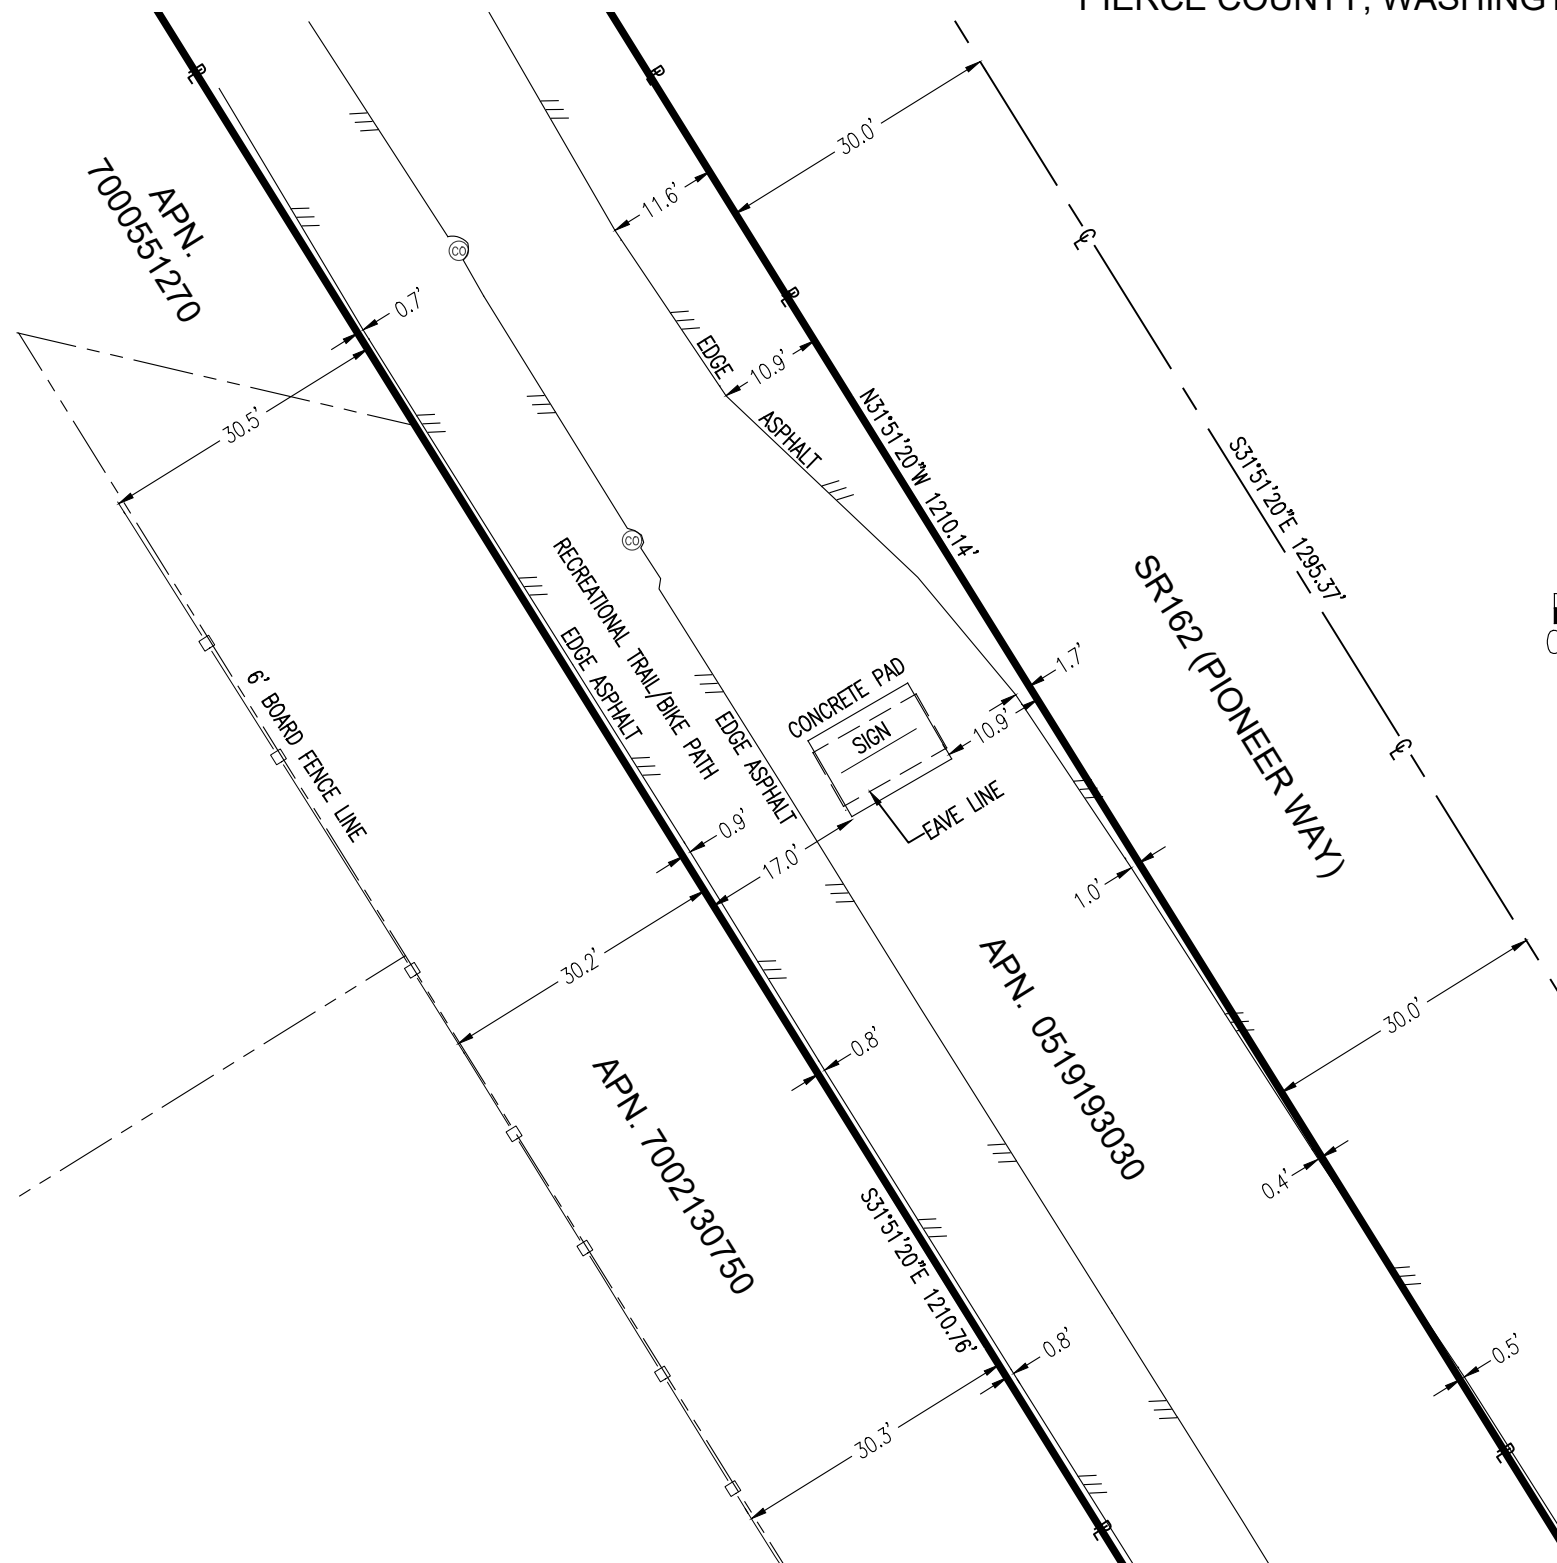 PIERCE COUNTY, WASHINGT
30.0'
11.6'
APN.
7000551270
0.7'
EDGE
10.9'
30.5'
ASPHALT
N31°51'20"W 1210.14'
S31°51'20"E 1295.37'
CO
CO
RECREATIONAL TRAIL/BIKE PATH
EDGE ASPHALT
SR162 (PIONEER WAY)
6' BOARD FENCE LINE
CONCRETE PAD
SIGN
1.7'
10.9'
EDGE ASPHALT
EAVE LINE
0.9'
17.0'
1.0'
30.2'
APN. 0519193030
30.0'
0.8'
APN. 7002130750
0.4'
S31°51'20"E 1210.76'
0.8'
0.5'
30.3'